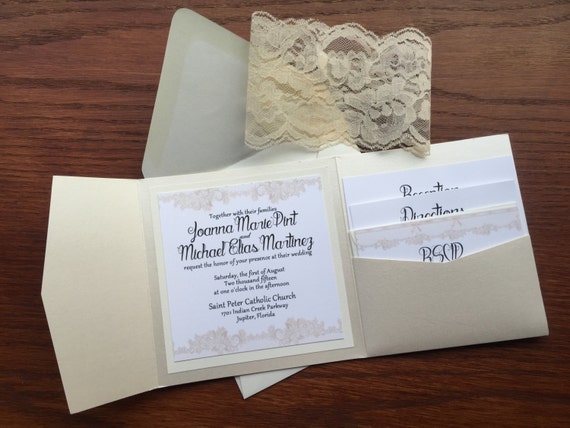 Together with their families
Joanna Marie Pint
and
Michael Elias Martinez
request the honor of your presence at their wedding
Saturday, the first of August
Two thousand fifteen
at one o'clock in the afternoon
Saint Peter Catholic Church
1701 Indian Creek Parkway
Jupiter, Florida
Reception
Directions
RSVP